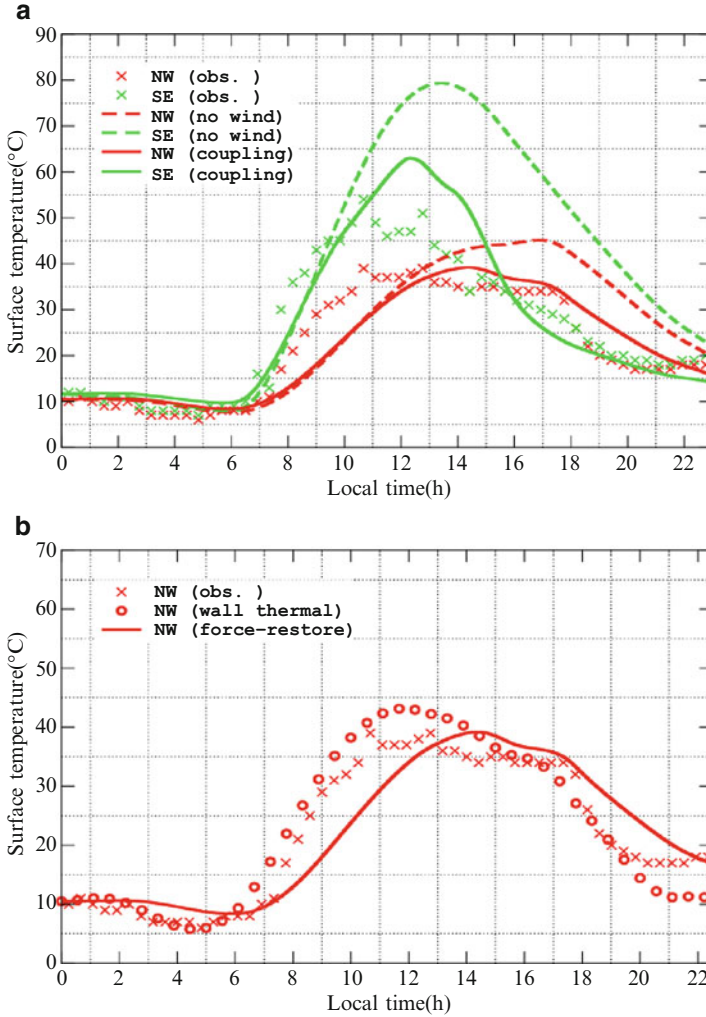 a
90
80
70
60
50
40
30
20
10
0
Surface temperature(°C)
NW (obs. )
SE (obs. )
NW (no wind)
SE (no wind)
NW (coupling)
SE (coupling)
0 2 4 6 8 10 12 14 16 18 20 22
Local time(h)
b
70
60
50
40
30
20
10
0
Surface temperature(°C)
NW (obs. )
NW (wall thermal)
NW (force-restore)
0 2 4 6 8 10 12 14 16 18 20 22
Local time(h)